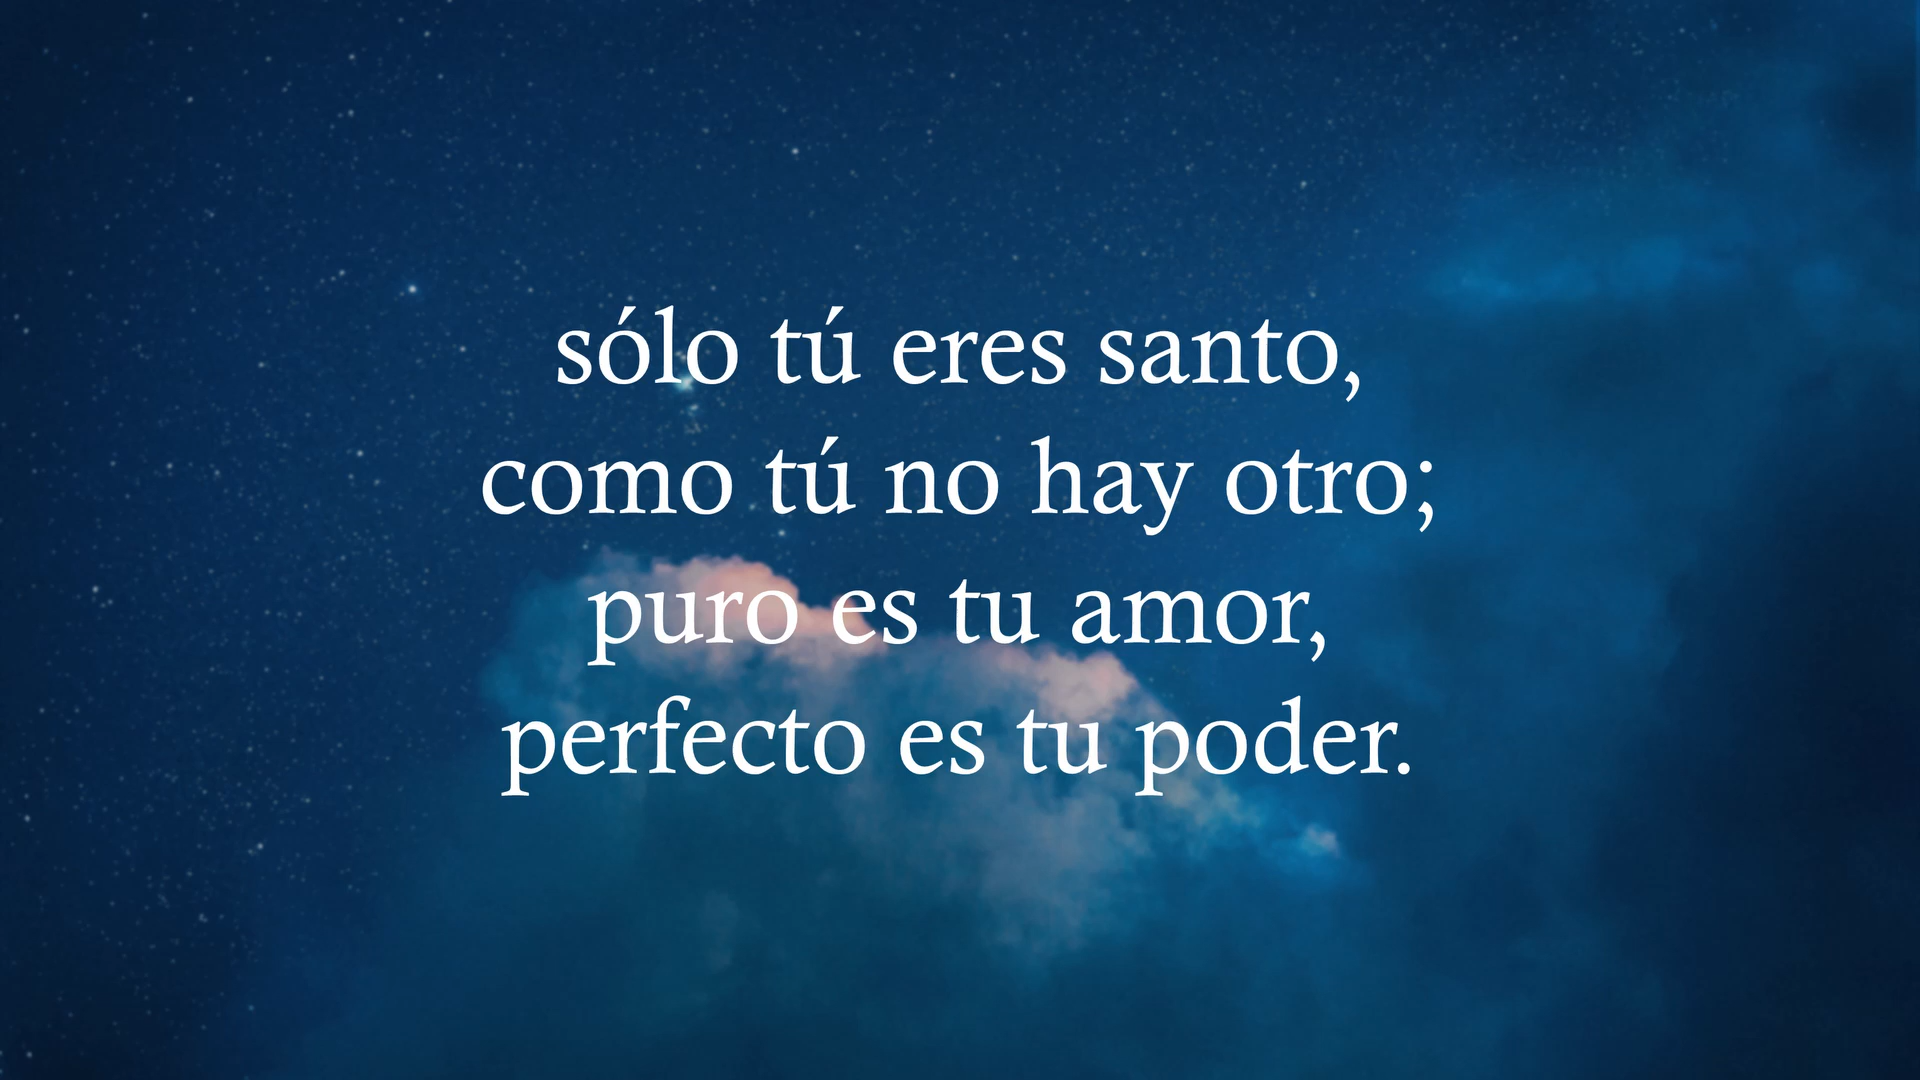 sólo tú eres santo,
como tú no hay otro;
puro es tu amor,
perfecto es tu poder.